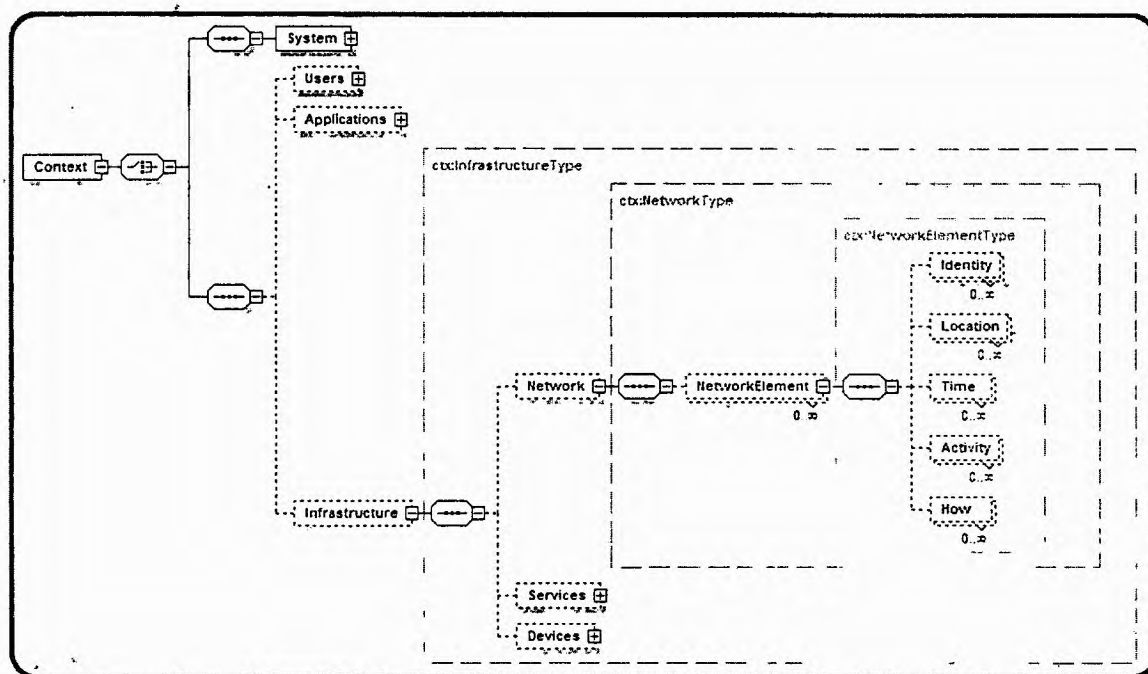 System
Users
Applications
Context
ctx:InfrastructureType
ctx:NetworkType
ctx:NetworkElementType
Identity
0..∞
Location
0..∞
Network
NetworkElement
Time
0..∞
0..∞
Activity
0..∞
Infrastructure
How
0..∞
Services
Devices